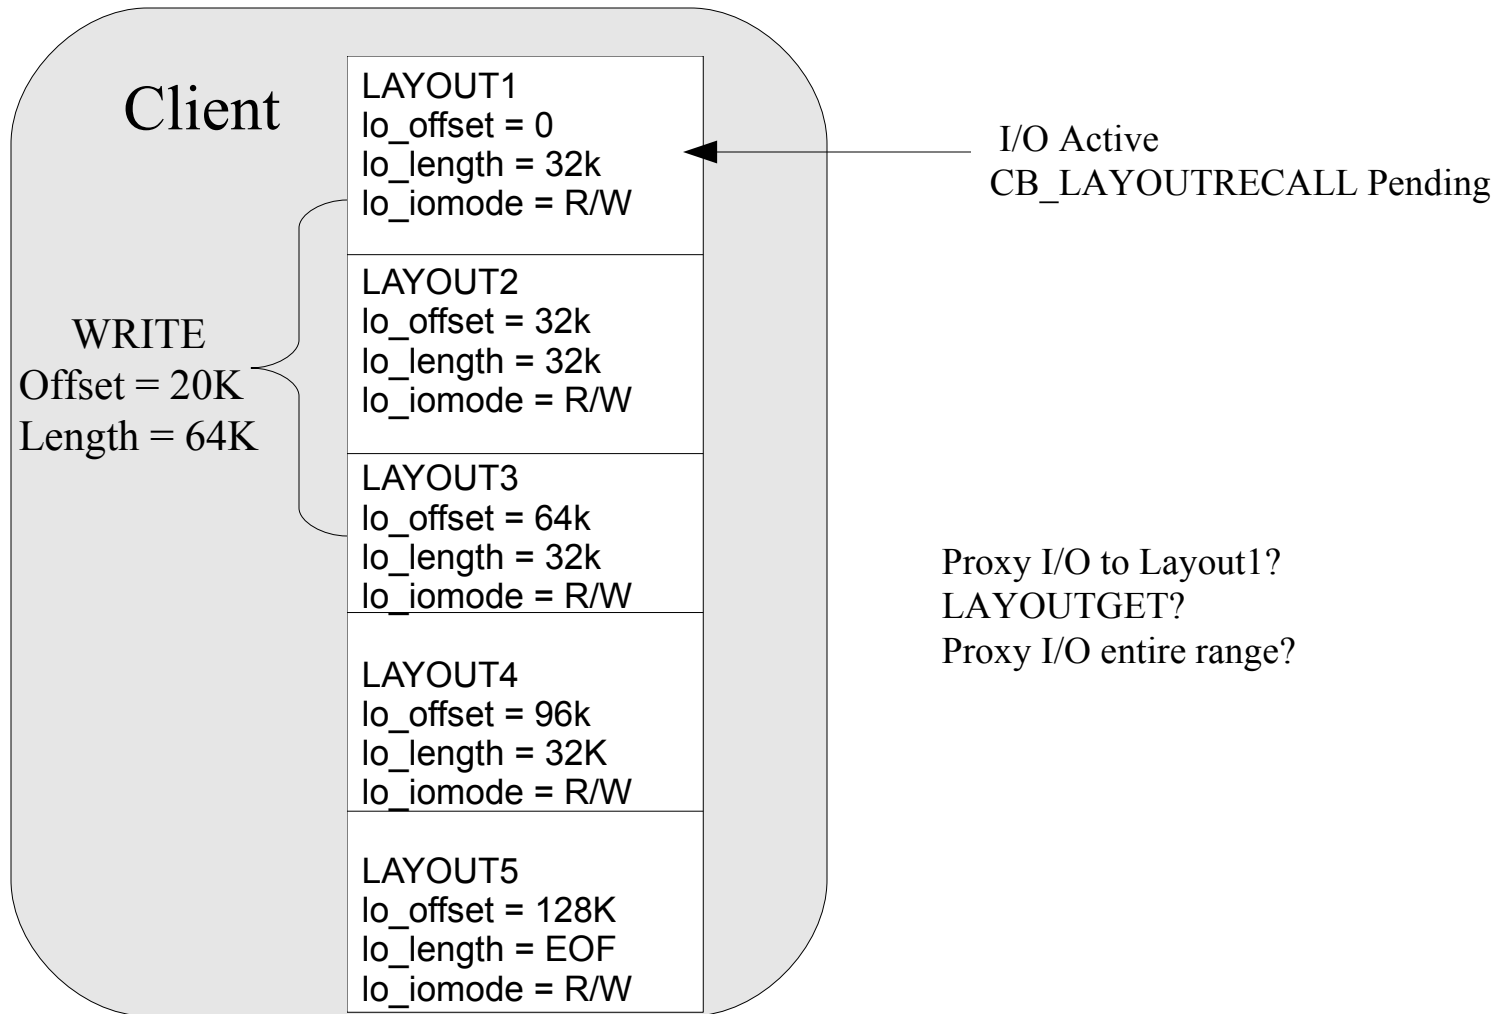 Client
LAYOUT1
lo_offset = 0
lo_length = 32k
lo_iomode = R/W
I/O Active
CB_LAYOUTRECALL Pending
LAYOUT2
lo_offset = 32k
lo_length = 32k
lo_iomode = R/W
WRITE
Offset = 20K
Length = 64K
LAYOUT3
lo_offset = 64k
lo_length = 32k
lo_iomode = R/W
Proxy I/O to Layout1?
LAYOUTGET?
Proxy I/O entire range?
LAYOUT4
lo_offset = 96k
lo_length = 32K
lo_iomode = R/W
LAYOUT5
lo_offset = 128K
lo_length = EOF
lo_iomode = R/W